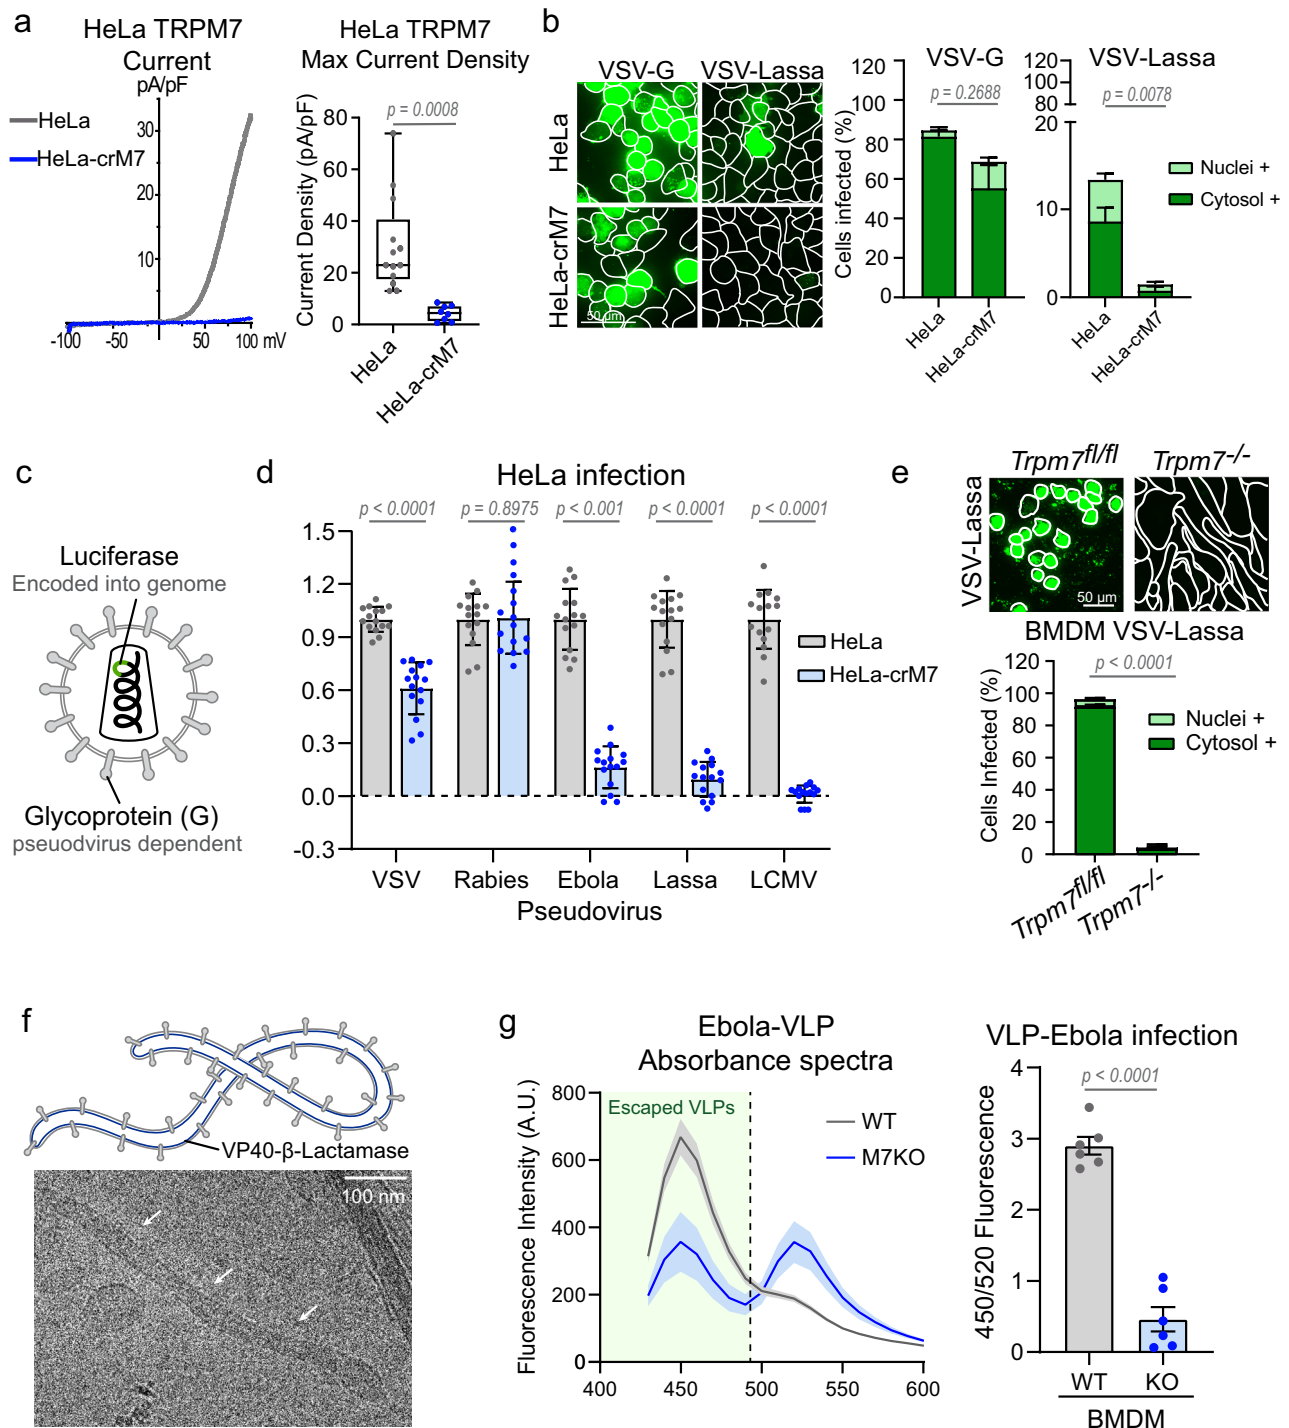 a
HeLa TRPM7
Current
pA/pF
HeLa
HeLa-crM7
30
20
10
-100
-50
50
100 mV
HeLa TRPM7
Max Current Density
p = 0.0008
Current Density (pA/pF)
80
60
40
20
0
HeLa
HeLa-crM7
b
VSV-G
VSV-Lassa
HeLa
HeLa-crM7
50 µm
Cells infected (%)
VSV-G
p = 0.2688
120
100
80
60
40
20
0
HeLa
HeLa-crM7
VSV-Lassa
p = 0.0078
120
100
80
20
10
0
HeLa
HeLa-crM7
Nuclei +
Cytosol +
c
Luciferase
Encoded into genome
Glycoprotein (G)
pseuodvirus dependent
d
HeLa infection
p < 0.0001
p = 0.8975
p < 0.001
p < 0.0001
p < 0.0001
1.5
1.2
0.9
0.6
0.3
0.0
-0.3
HeLa
HeLa-crM7
VSV
Rabies
Ebola
Lassa
LCMV
Pseudovirus
e
Trpm7fl/fl
Trpm7-/-
VSV-Lassa
50 µm
BMDM VSV-Lassa
p < 0.0001
Cells Infected (%)
120
100
80
60
40
20
0
Nuclei +
Cytosol +
Trpm7fl/fl
Trpm7-/-
f
VP40-β-Lactamase
100 nm
g
Ebola-VLP
Absorbance spectra
Fluorescence Intensity (A.U.)
800
600
400
200
0
Escaped VLPs
WT
M7KO
400
450
500
550
600
VLP-Ebola infection
p < 0.0001
450/520 Fluorescence
4
3
2
1
0
WT
KO
BMDM